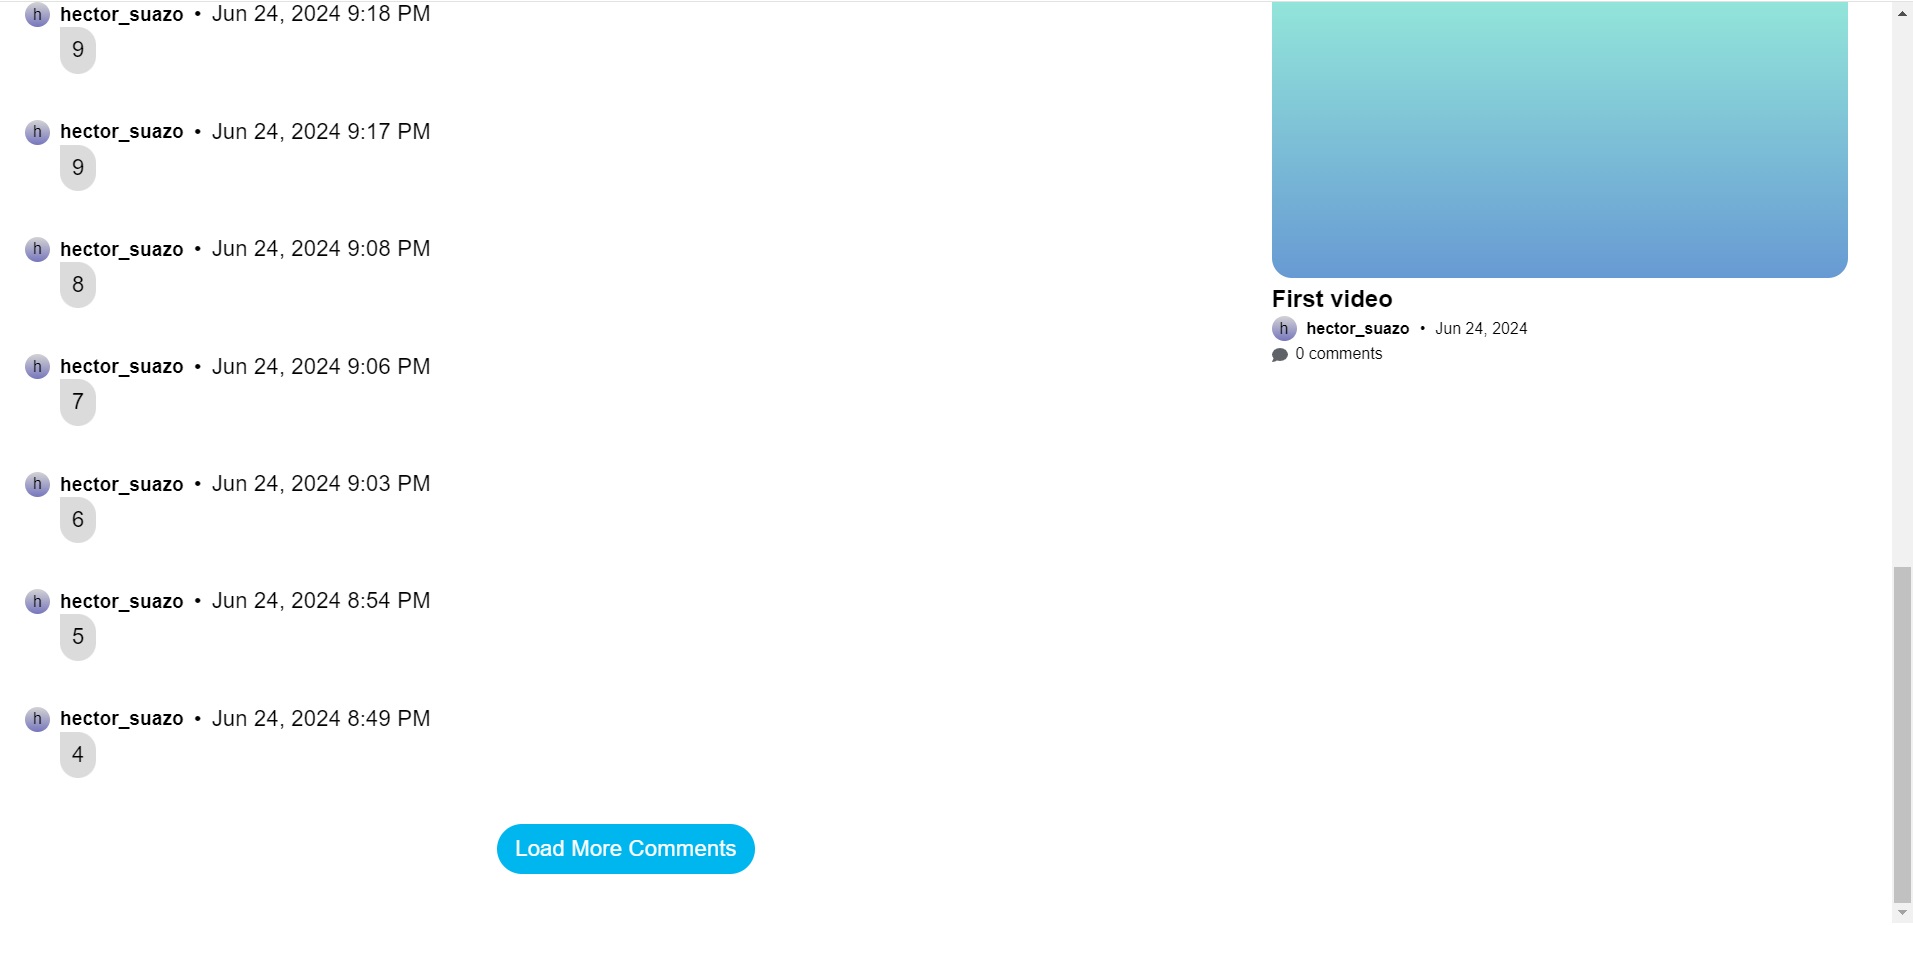 h hector_suazo • Jun 24, 2024 9:18 PM
9
h hector_suazo • Jun 24, 2024 9:17 PM
9
h hector_suazo • Jun 24, 2024 9:08 PM
8
h hector_suazo • Jun 24, 2024 9:06 PM
7
h hector_suazo • Jun 24, 2024 9:03 PM
6
h hector_suazo • Jun 24, 2024 8:54 PM
5
h hector_suazo • Jun 24, 2024 8:49 PM
4
Load More Comments
First video
h hector_suazo • Jun 24, 2024
0 comments